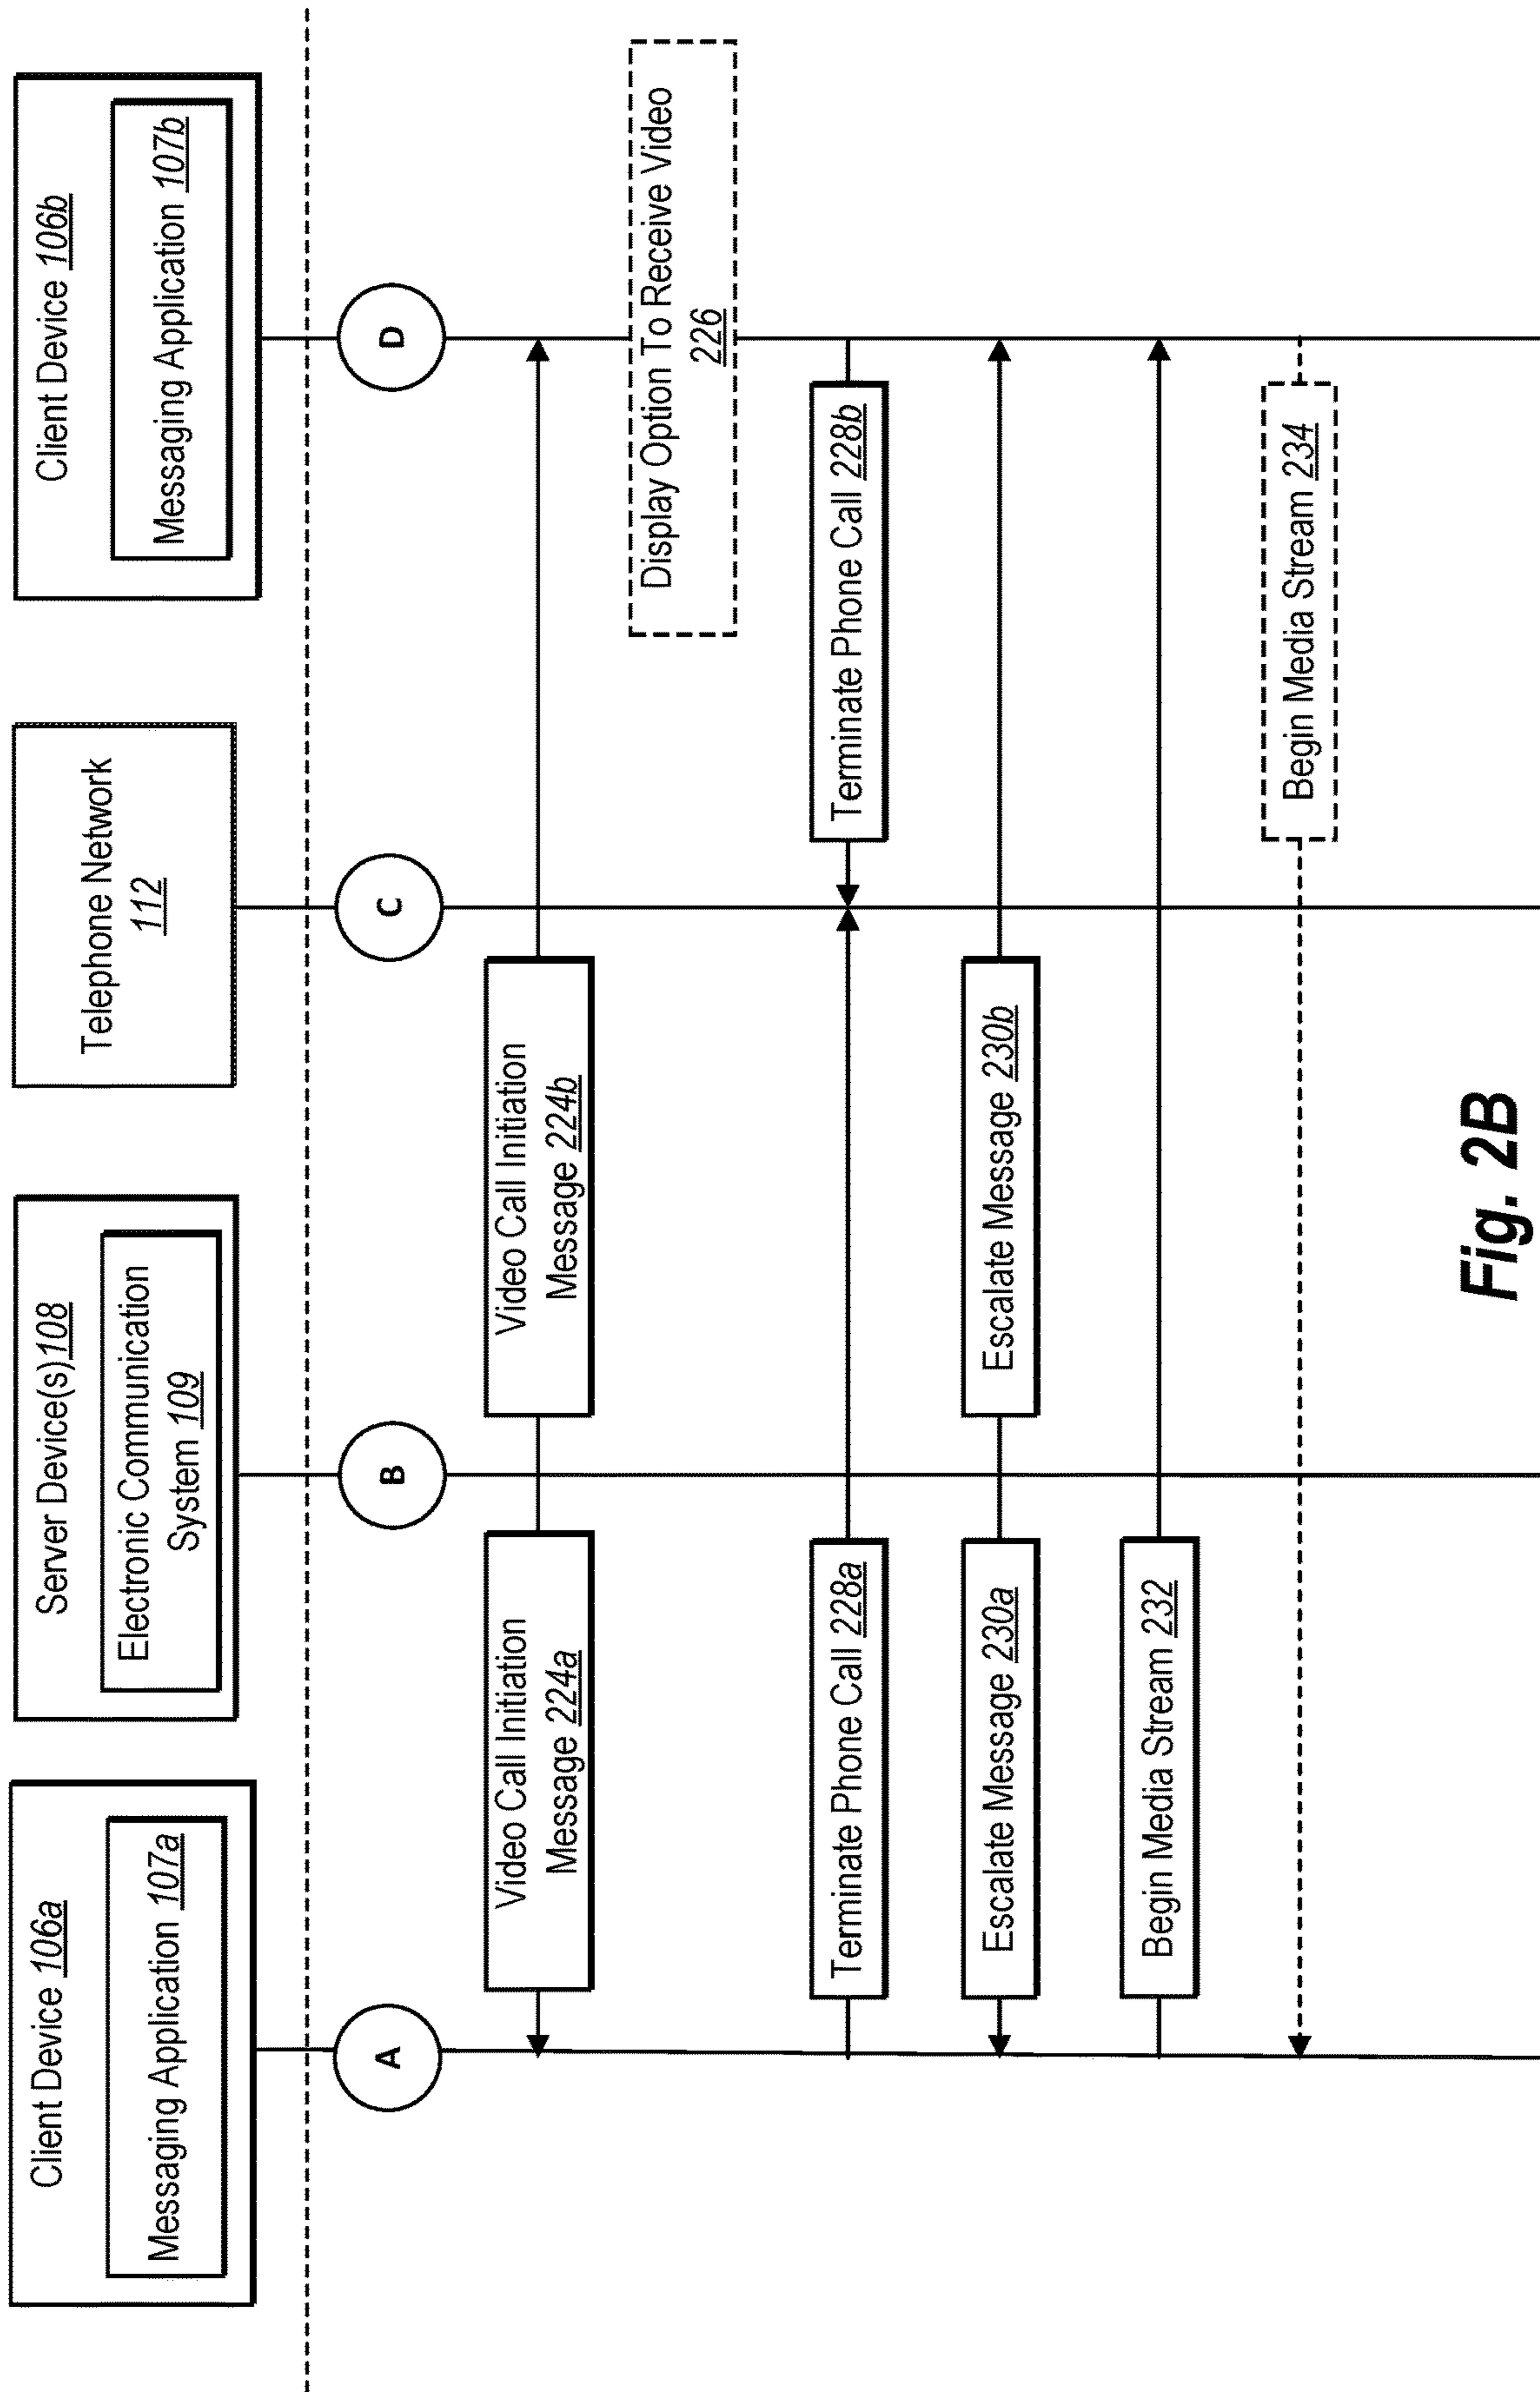 Client Device 106a
Messaging Application 107a
Server Device(s)108
Electronic Communication
System 109
Telephone Network
112
Client Device 106b
Messaging Application 107b
A
B
C
D
Video Call Initiation
Message 224a
Video Call Initiation
Message 224b
Display Option To Receive Video
226
Terminate Phone Call 228a
Terminate Phone Call 228b
Escalate Message 230a
Escalate Message 230b
Begin Media Stream 232
Begin Media Stream 234
Fig. 2B